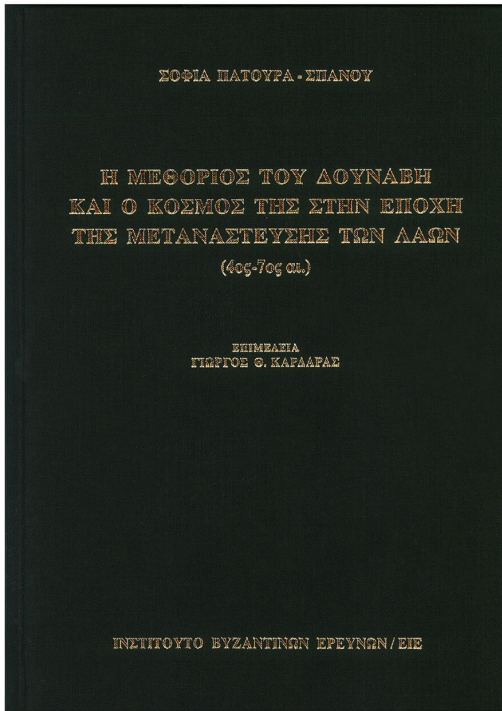 ΣΟΦΙΑ ΠΑΤΟΥΡΑ - ΣΠΑΝΟΥ
Η ΜΕΘΟΡΙΟΣ ΤΟΥ ΔΟΥΝΑΒΗ
ΚΑΙ Ο ΚΟΣΜΟΣ ΤΗΣ ΣΤΗΝ ΕΠΟΧΗ
ΤΗΣ ΜΕΤΑΝΑΣΤΕΥΣΗΣ ΤΩΝ ΛΑΩΝ
(4ος-7ος αι.)
ΕΠΙΜΕΛΕΙΑ
ΓΙΩΡΓΟΣ Θ. ΚΑΡΔΑΡΑΣ
ΙΝΣΤΙΤΟΥΤΟ ΒΥΖΑΝΤΙΝΩΝ ΕΡΕΥΝΩΝ / ΕΙΕ